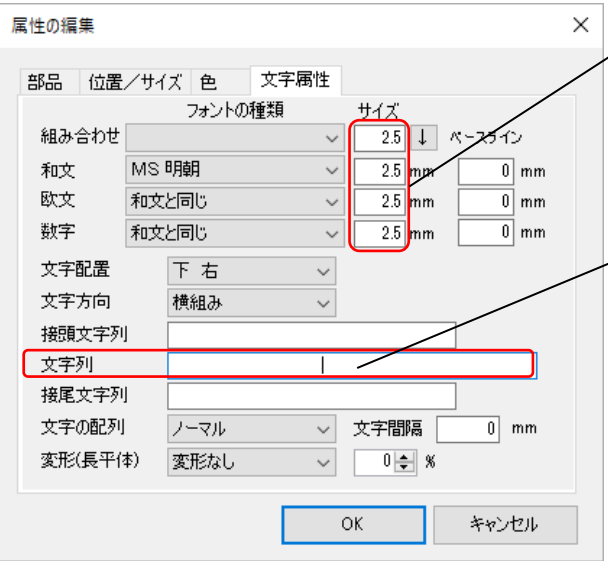 属性の編集
部品 位置／サイズ 色 文字属性
フォントの種類 サイズ
組み合わせ 2.5 ↓ ベースライン
和文 MS 明朝 2.5 mm 0 mm
欧文 和文と同じ 2.5 mm 0 mm
数字 和文と同じ 2.5 mm 0 mm
文字配置 下 右
文字方向 横組み
接頭文字列
文字列
接尾文字列
文字の配列 ノーマル 文字間隔 0 mm
変形(長平体) 変形なし 0 %
OK キャンセル